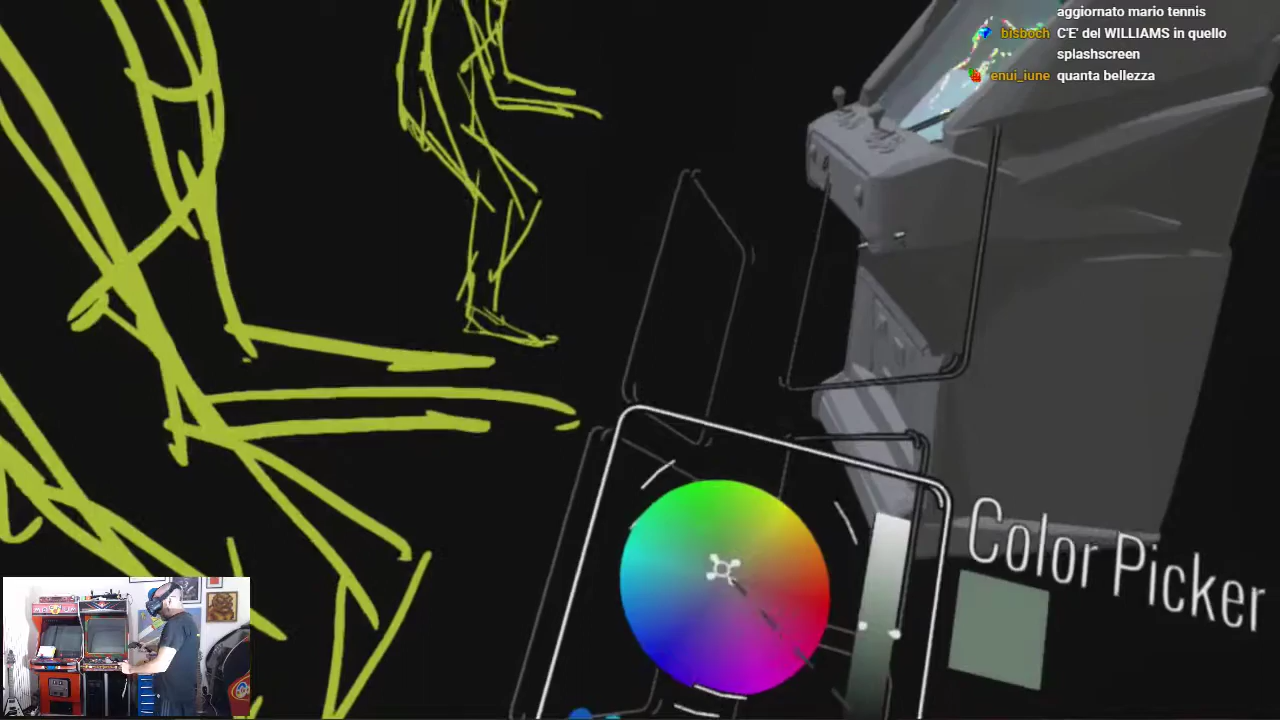 aggiornato mario tennis
bisboch C'E' del WILLIAMS in quello
splashscreen
enui_iune quanta bellezza
Color Picker